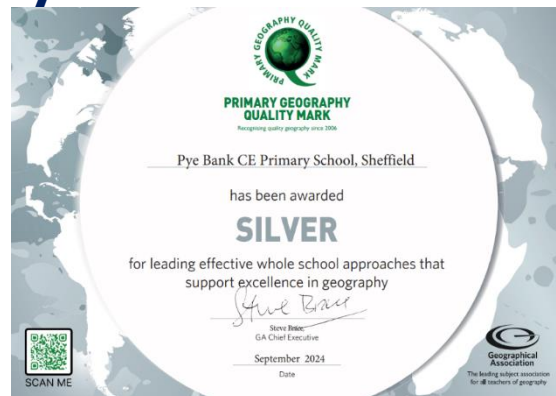 PRIMARY GEOGRAPHY QUALITY MARK
PRIMARY GEOGRAPHY
QUALITY MARK
Recognising quality geography since 2006
Pye Bank CE Primary School, Sheffield
has been awarded
SILVER
for leading effective whole school approaches that
support excellence in geography
Steve Brace
Steve Brace,
GA Chief Executive
September 2024
Date
SCAN ME
Geographical
Association
The leading subject association
for all teachers of geography